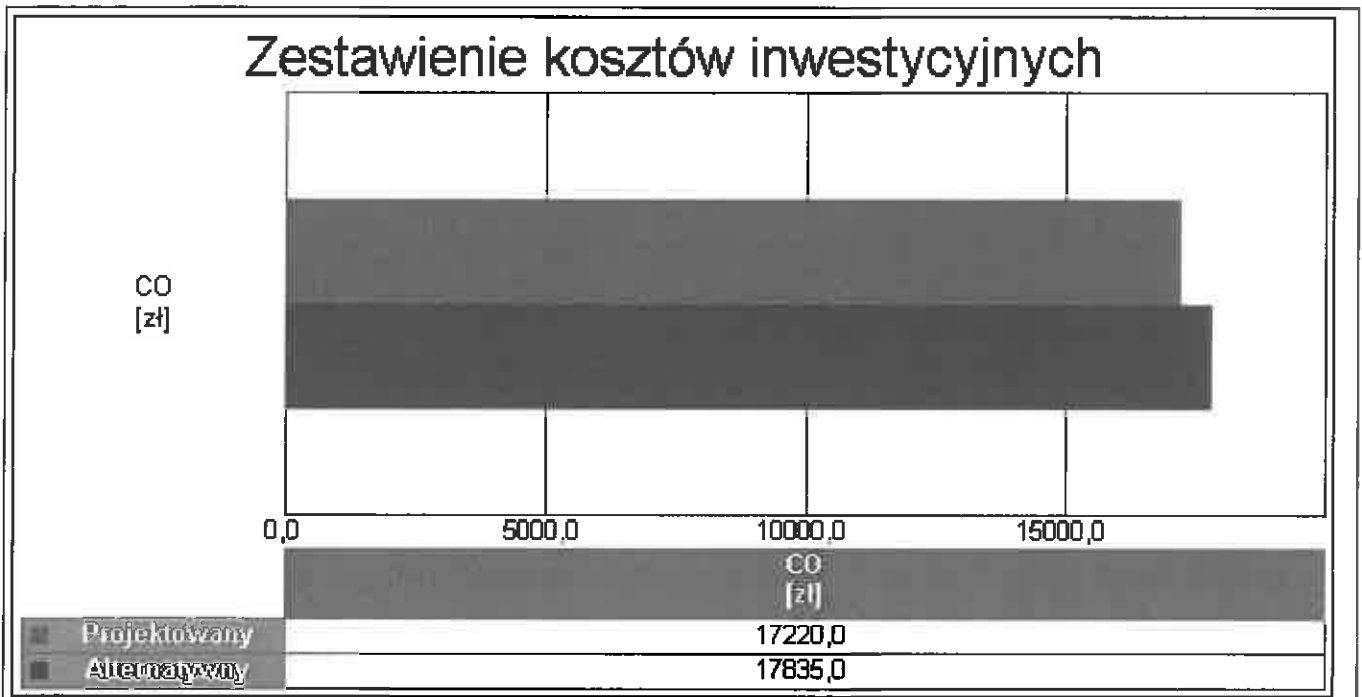 Zestawienie kosztów inwestycyjnych
CO
[zł]
0,0 5000,0 10000,0 15000,0
CO
[zł]
Projektowany 17220,0
Alternatywny 17835,0